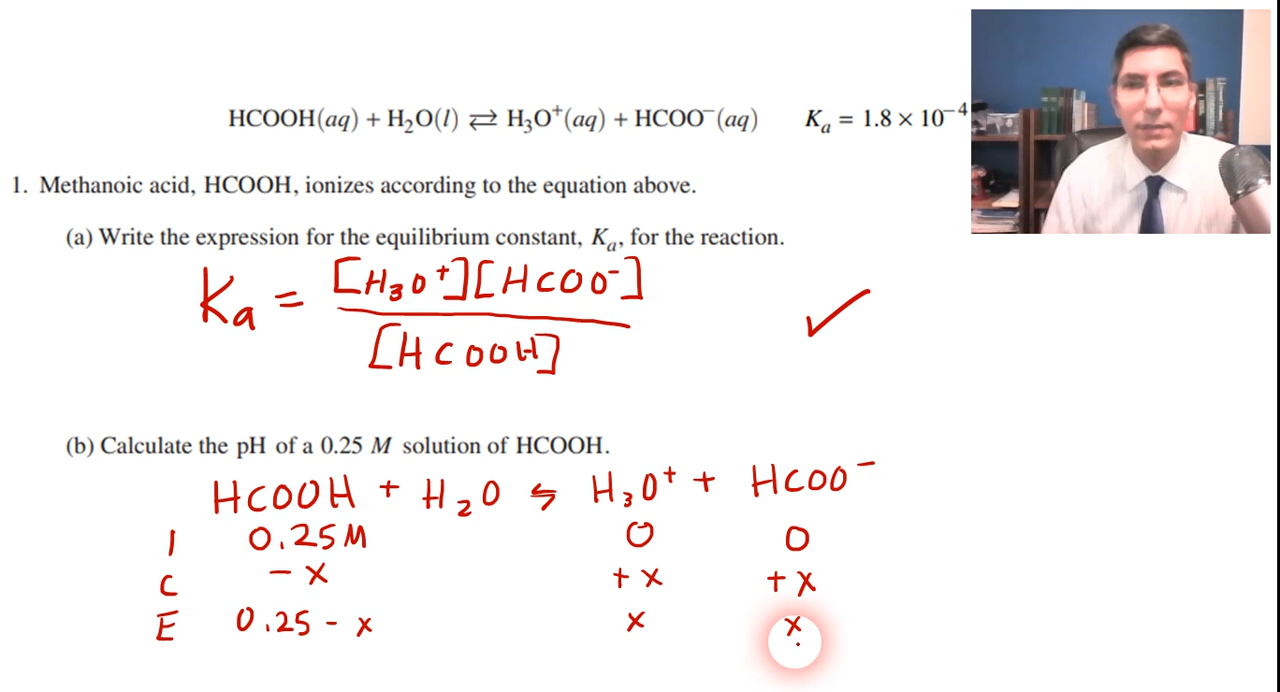 HCOOH(aq) + H₂O(l) ⇄ H₃O⁺(aq) + HCOO⁻(aq) Kₐ = 1.8 × 10⁻⁴
1. Methanoic acid, HCOOH, ionizes according to the equation above.
(a) Write the expression for the equilibrium constant, Kₐ, for the reaction.
Kₐ = [H₃O⁺][HCOO⁻]
[HCOOH]
(b) Calculate the pH of a 0.25 M solution of HCOOH.
HCOOH + H₂O ⇆ H₃O⁺ + HCOO⁻
I 0.25M 0 0
C - x + x + x
E 0.25 - x x x